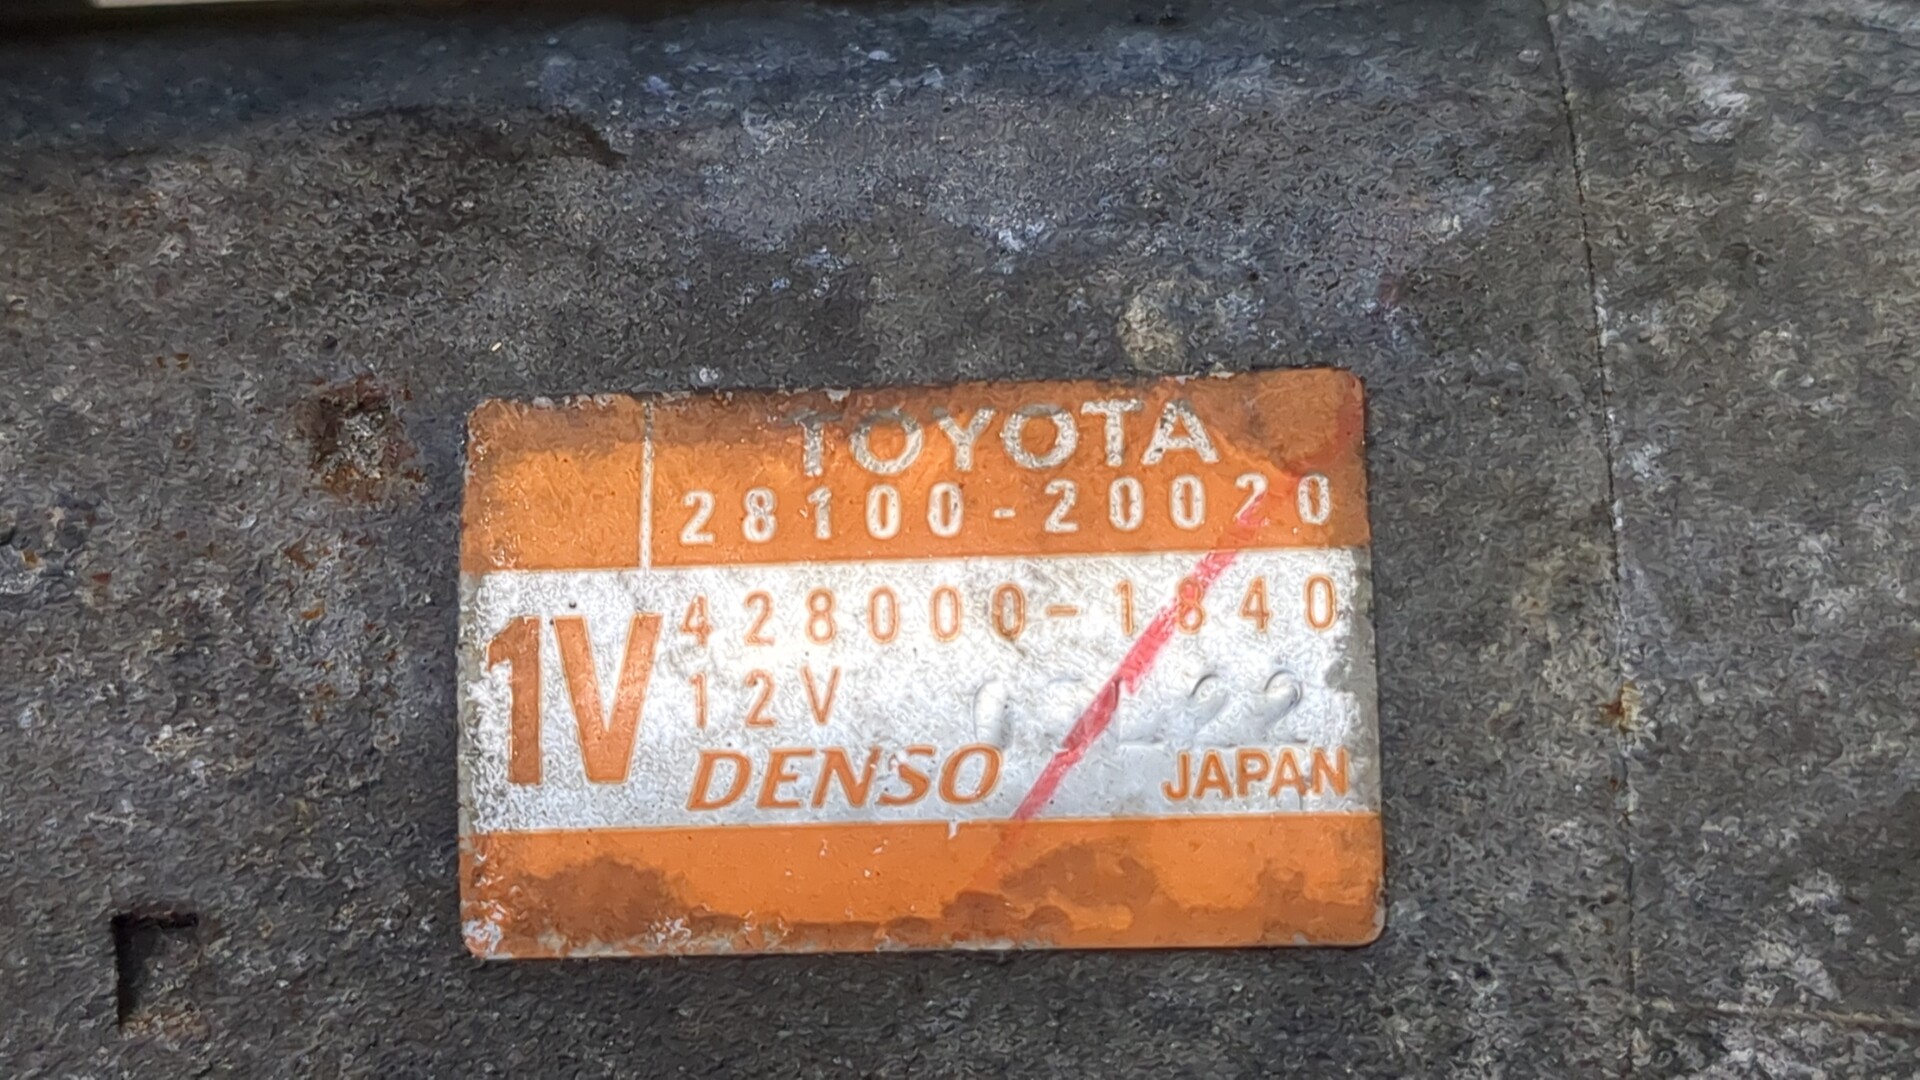 TOYOTA
28100-20020
1V
428000-1840
12V
DENSO JAPAN